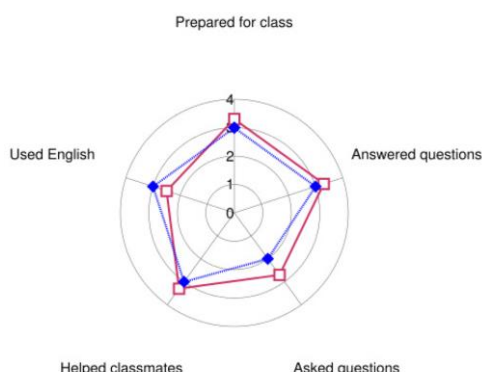 Prepared for class
4
Used English
Answered questions
2
1
0
Helped classmates
Asked questions